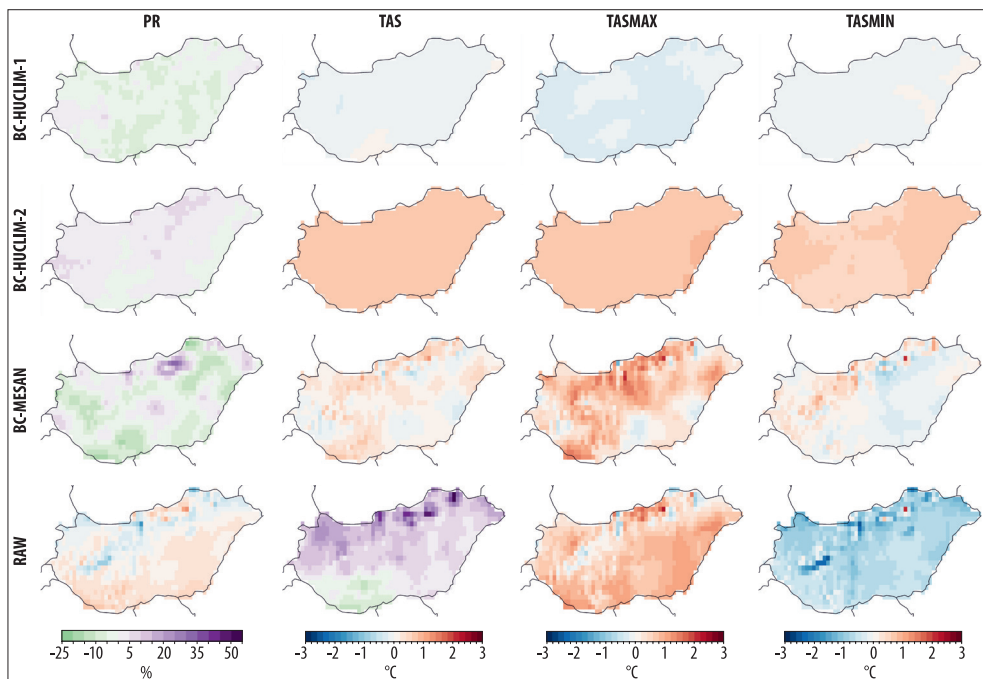 PR TAS TASMAX TASMIN
BC-HUCLIM-1
BC-HUCLIM-2
BC-MESAN
RAW
-25 -10 5 20 35 50
%
-3 -2 -1 0 1 2 3
°C
-3 -2 -1 0 1 2 3
°C
-3 -2 -1 0 1 2 3
°C